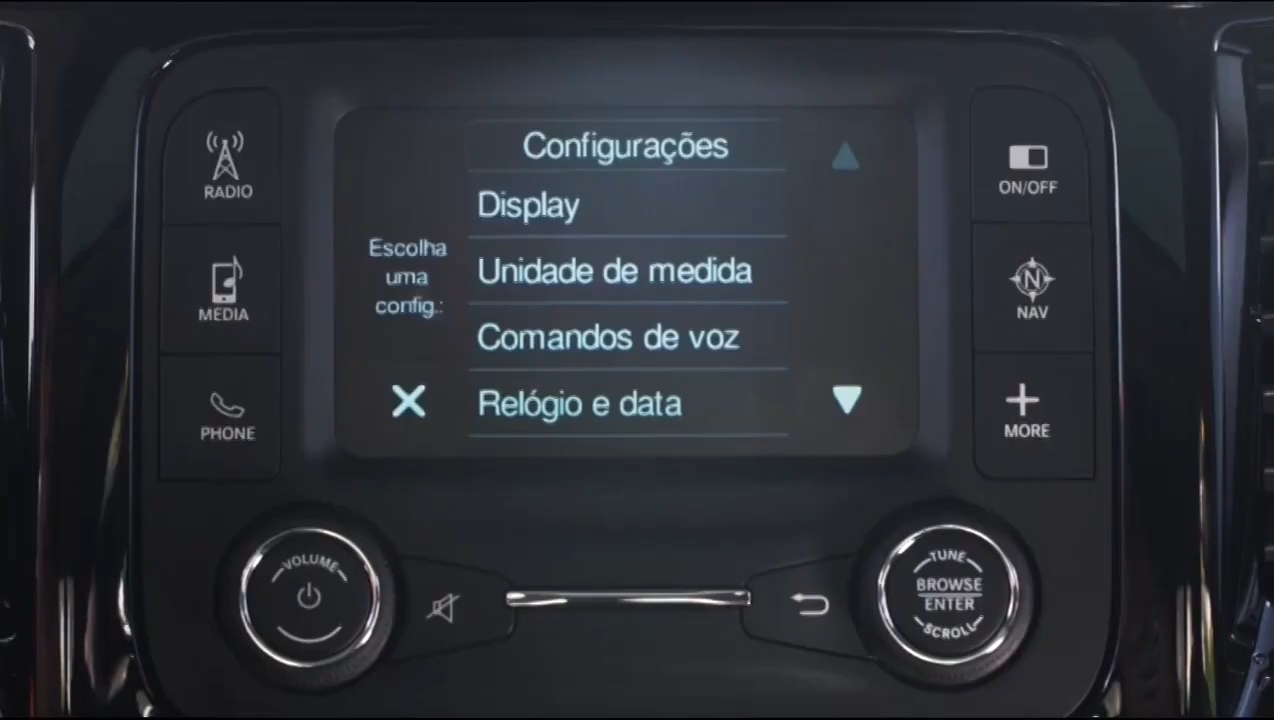 Configurações
Display
Escolha
uma
config.:
Unidade de medida
Comandos de voz
Relógio e data
RADIO
MEDIA
PHONE
ON/OFF
N
NAV
MORE
VOLUME
TUNE
BROWSE
ENTER
SCROLL